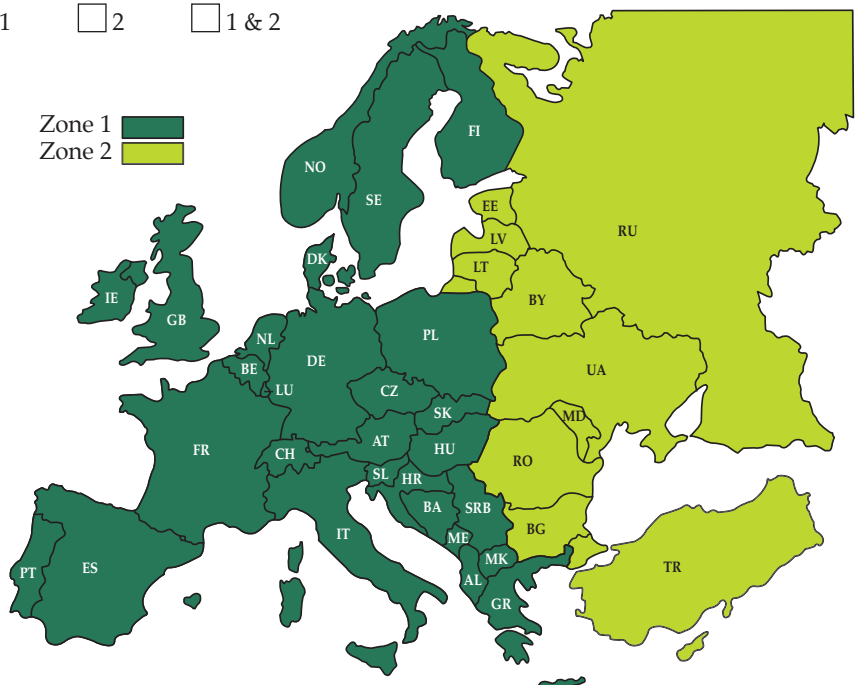 1 2 1 & 2
Zone 1
Zone 2
FI
NO
SE
EE
RU
LV
DK
LT
IE
BY
GB
PL
NL
DE
BE
UA
LU
CZ
SK
MD
AT
FR
HU
CH
RO
SL
HR
BA
SRB
BG
IT
ME
MK
ES
TR
PT
AL
GR